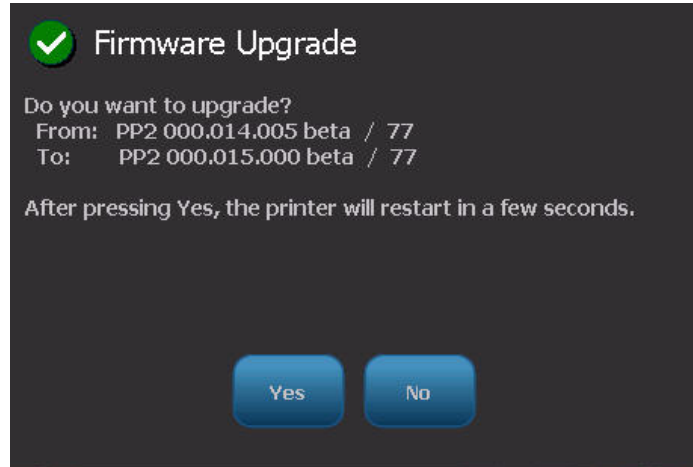 Firmware Upgrade
Do you want to upgrade?
From: PP2 000.014.005 beta / 77
To: PP2 000.015.000 beta / 77
After pressing Yes, the printer will restart in a few seconds.
Yes No